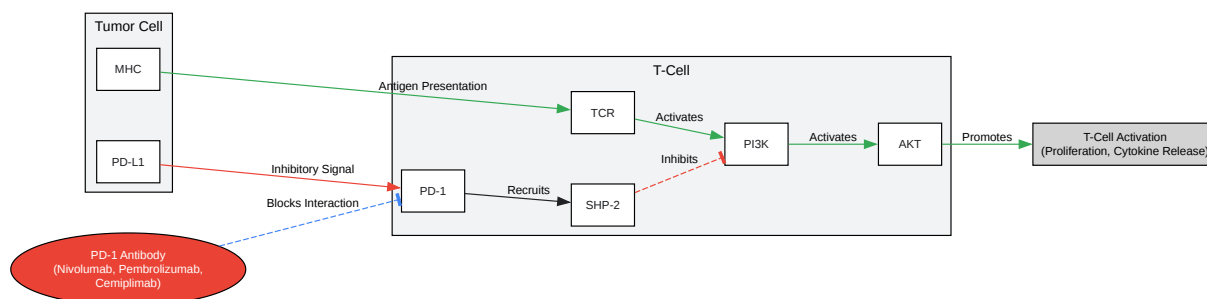 Tumor Cell
MHC
PD-L1
T-Cell
Antigen Presentation
TCR
Activates
PI3K
Activates
AKT
Promotes
T-Cell Activation
(Proliferation, Cytokine Release)
Inhibits
Inhibitory Signal
PD-1
Recruits
SHP-2
Blocks Interaction
PD-1 Antibody
(Nivolumab, Pembrolizumab,
Cemiplimab)